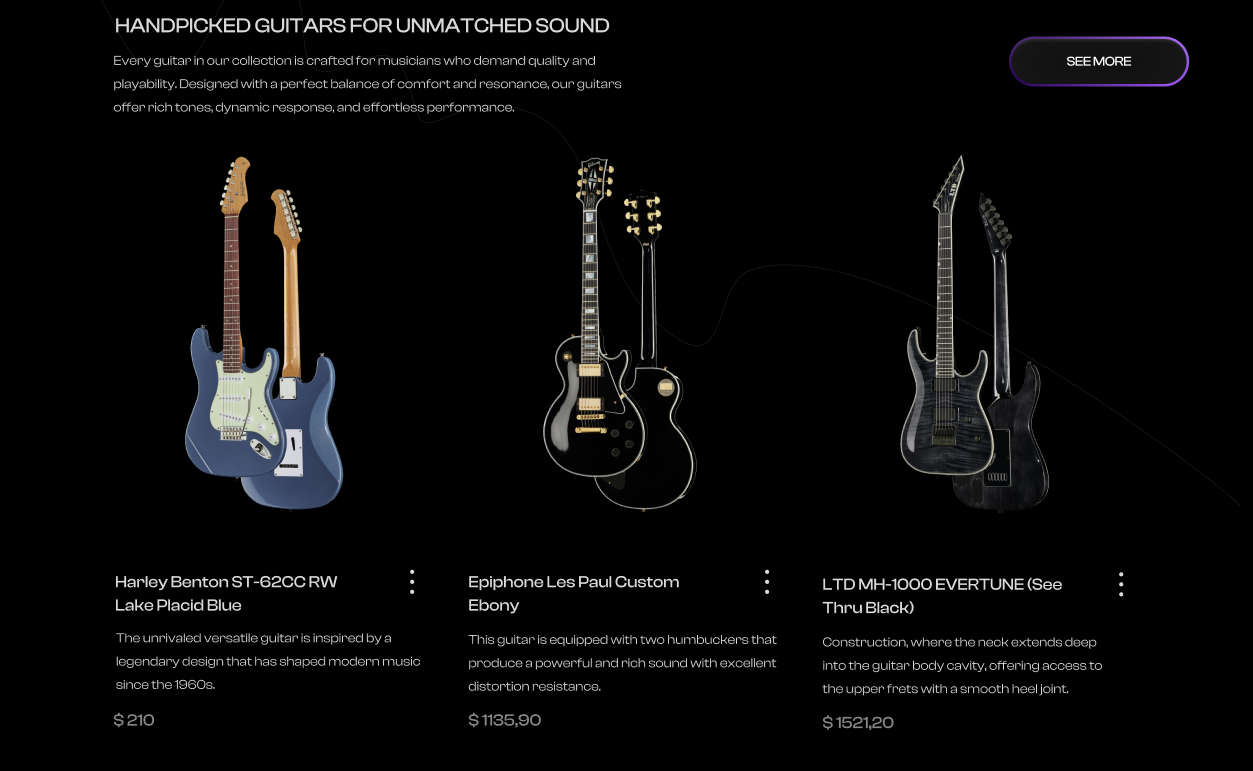 HANDPICKED GUITARS FOR UNMATCHED SOUND
Every guitar in our collection is crafted for musicians who demand quality and
playability. Designed with a perfect balance of comfort and resonance, our guitars
offer rich tones, dynamic response, and effortless performance.
SEE MORE
Gibson
LTD
Harley Benton ST-62CC RW
Lake Placid Blue
The unrivaled versatile guitar is inspired by a
legendary design that has shaped modern music
since the 1960s.
$ 210
Epiphone Les Paul Custom
Ebony
This guitar is equipped with two humbuckers that
produce a powerful and rich sound with excellent
distortion resistance.
$ 1135,90
LTD MH-1000 EVERTUNE (See
Thru Black)
Construction, where the neck extends deep
into the guitar body cavity, offering access to
the upper frets with a smooth heel joint.
$ 1521,20